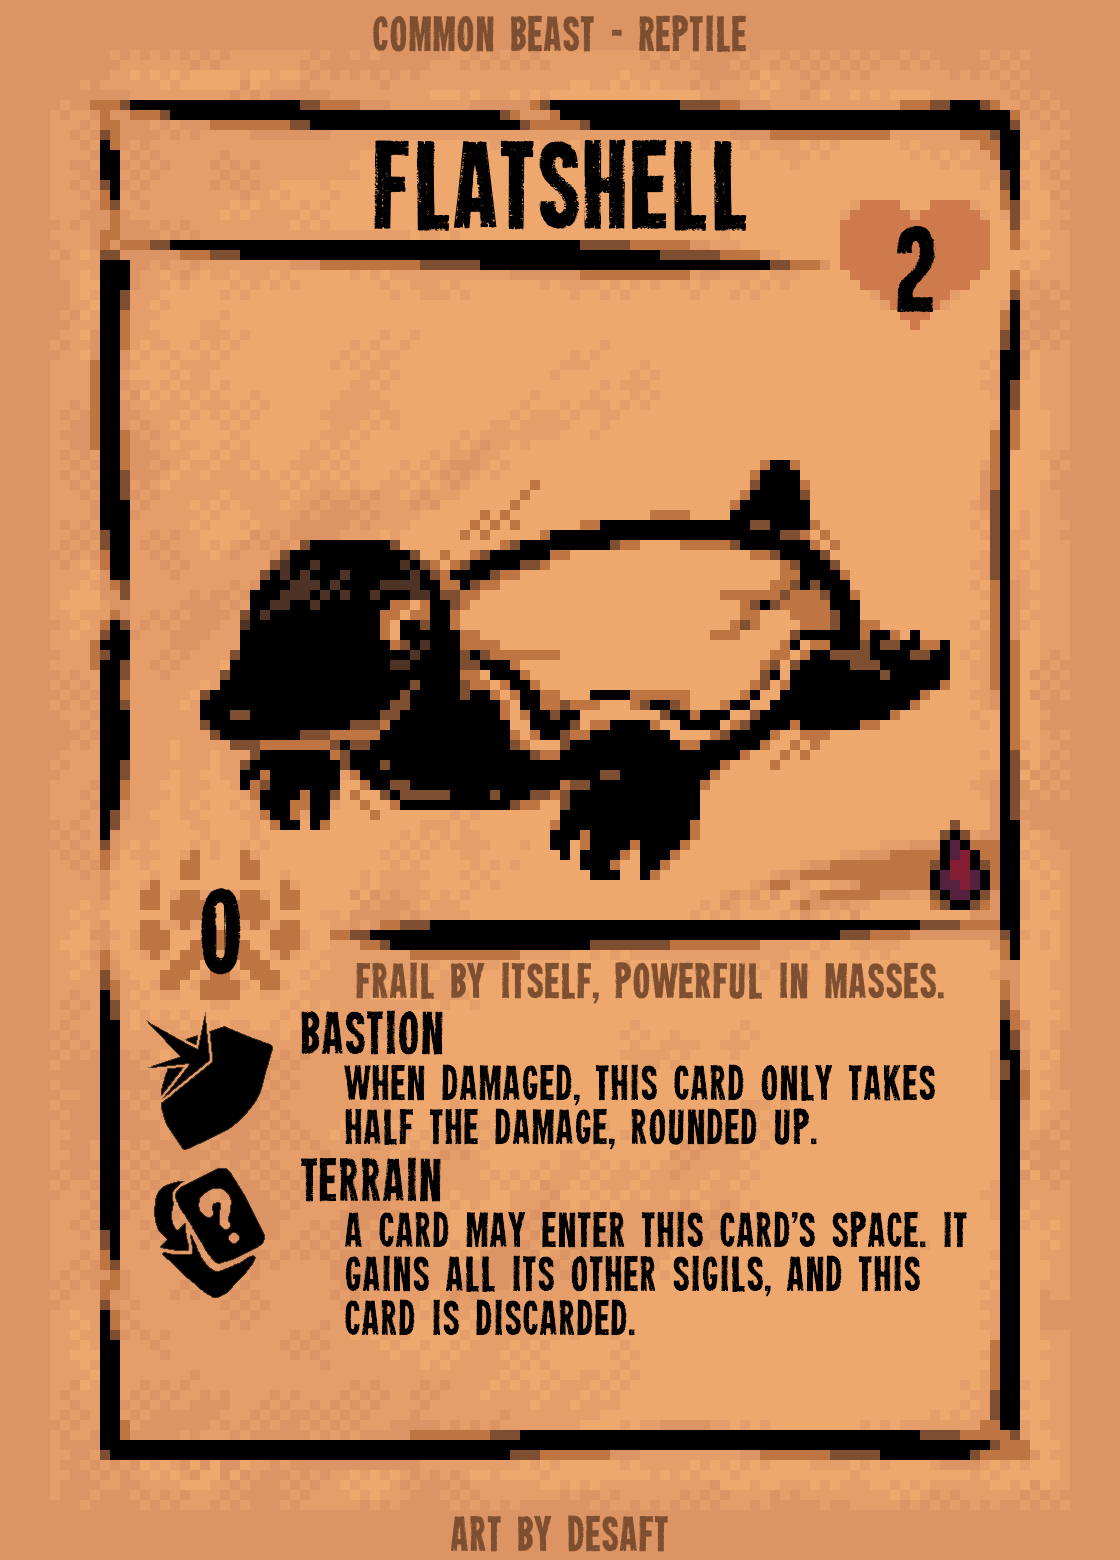 COMMON BEAST - REPTILE
FLATSHELL
2
0
FRAIL BY ITSELF, POWERFUL IN MASSES.
BASTION
WHEN DAMAGED, THIS CARD ONLY TAKES
HALF THE DAMAGE, ROUNDED UP.
TERRAIN
?
A CARD MAY ENTER THIS CARD'S SPACE. IT
GAINS ALL ITS OTHER SIGILS, AND THIS
CARD IS DISCARDED.
ART BY DESAFT